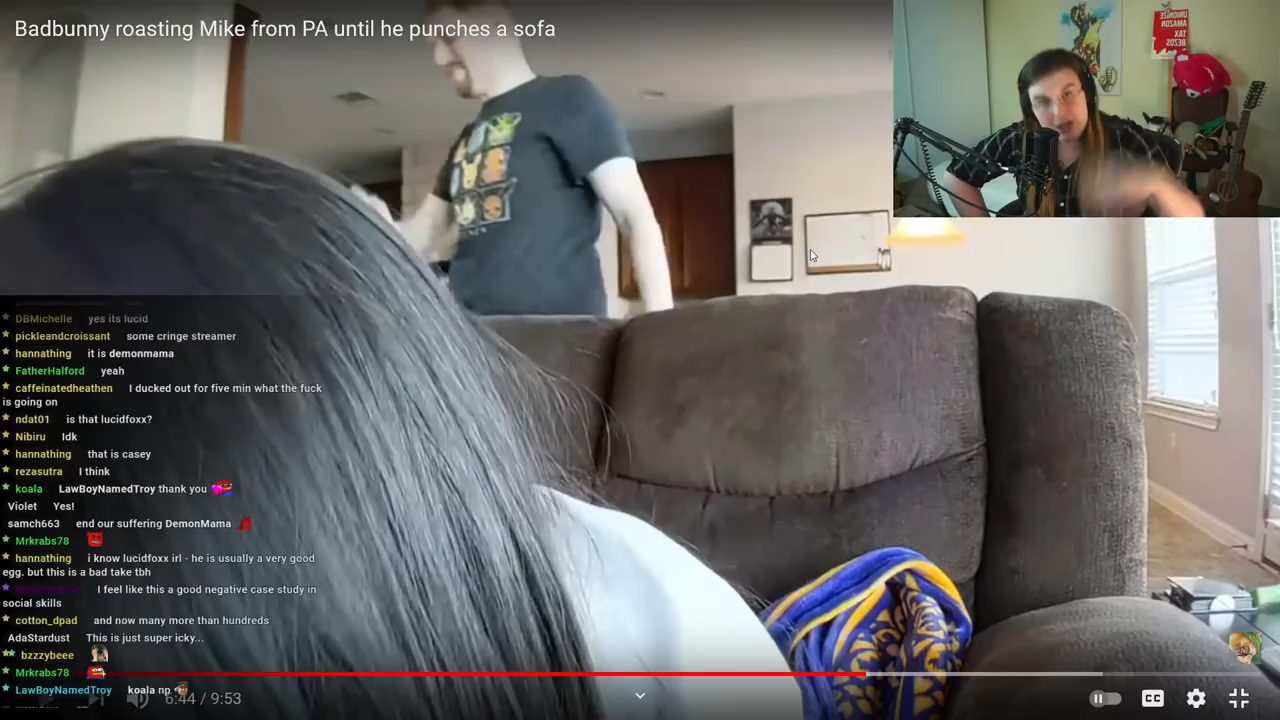 Badbunny roasting Mike from PA until he punches a sofa
UNIONIZE
AMAZON
TAX
BEZOS
DBMichelle yes its lucid
pickleandcroissant some cringe streamer
hannathing it is demonmama
FatherHalford yeah
caffeinatedheathen I ducked out for five min what the fuck
is going on
ndat01 is that lucidfoxx?
Nibiru Idk
hannathing that is casey
rezasutra I think
koala LawBoyNamedTroy thank you
Violet Yes!
samch663 end our suffering DemonMama
Mrkrabs78
hannathing i know lucidfoxx irl - he is usually a very good
egg. but this is a bad take tbh
I feel like this a good negative case study in
social skills
cotton_dpad and now many more than hundreds
AdaStardust This is just super icky...
bzzzybeee
Mrkrabs78
LawBoyNamedTroy koala np
6:44 / 9:53
CC